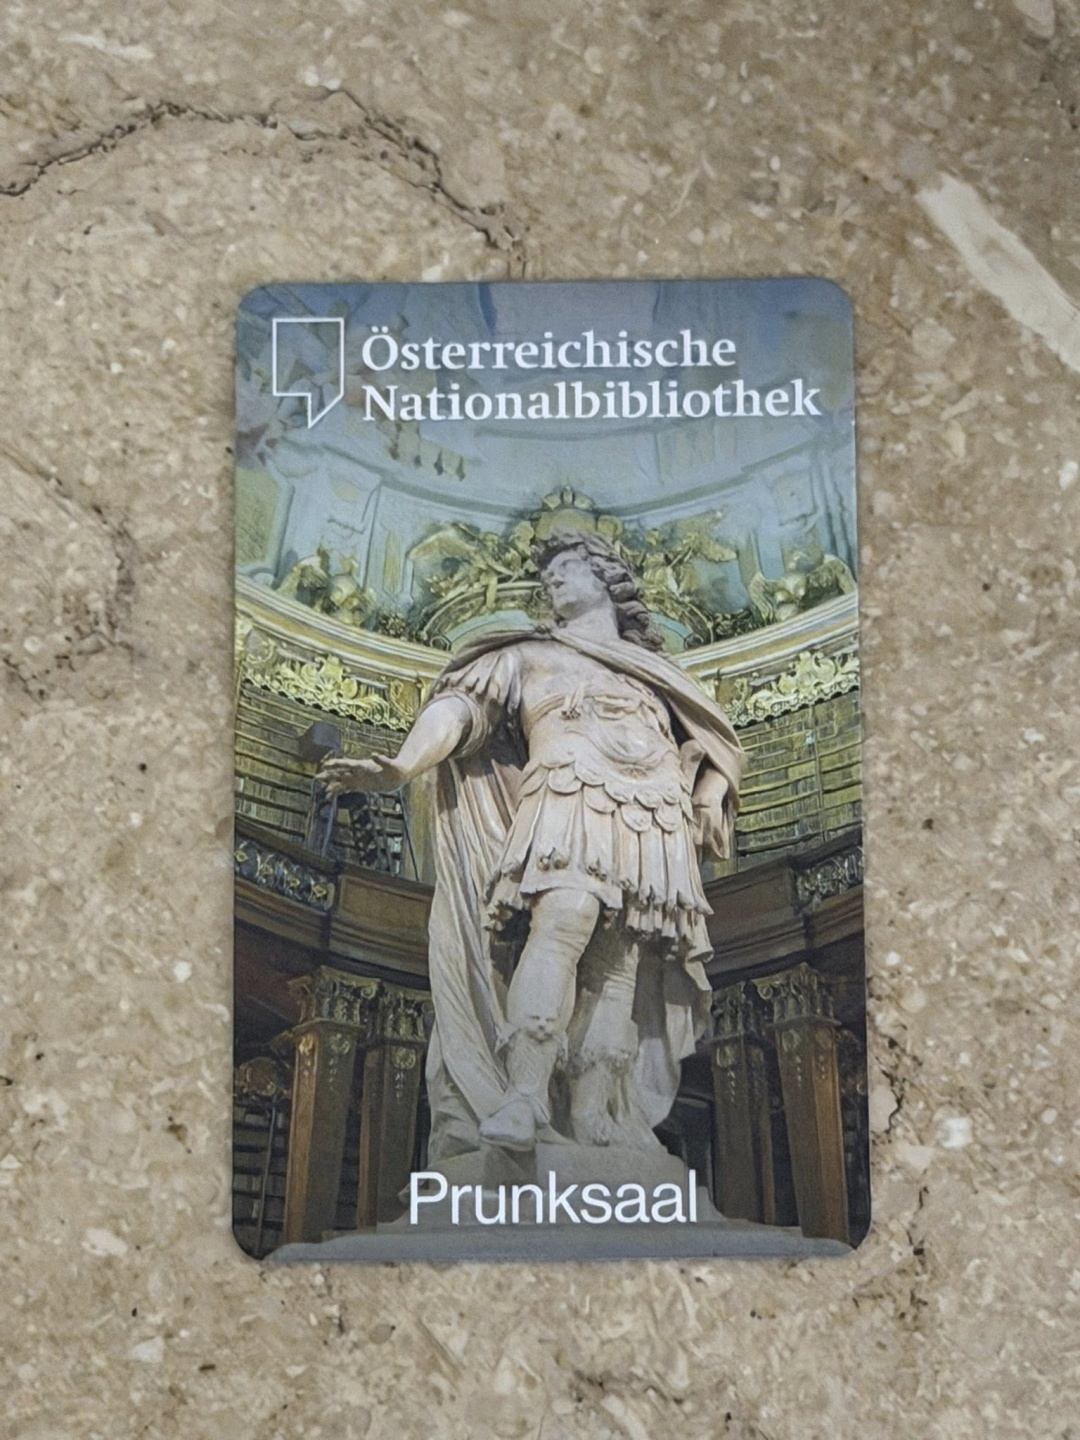 Österreichische
Nationalbibliothek
Prunksaal